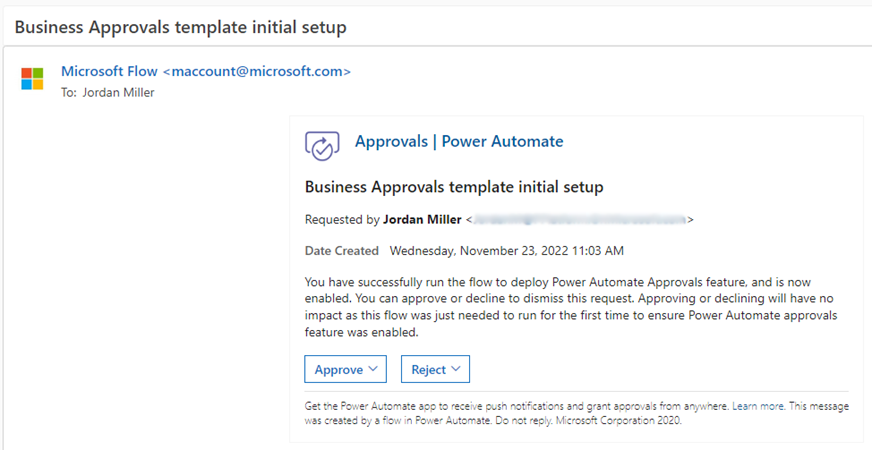 Business Approvals template initial setup
Microsoft Flow <maccount@microsoft.com>
To: Jordan Miller
Approvals | Power Automate
Business Approvals template initial setup
Requested by Jordan Miller < >
Date Created Wednesday, November 23, 2022 11:03 AM
You have successfully run the flow to deploy Power Automate Approvals feature, and is now
enabled. You can approve or decline to dismiss this request. Approving or declining will have no
impact as this flow was just needed to run for the first time to ensure Power Automate approvals
feature was enabled.
Approve Reject
Get the Power Automate app to receive push notifications and grant approvals from anywhere. Learn more. This message
was created by a flow in Power Automate. Do not reply. Microsoft Corporation 2020.